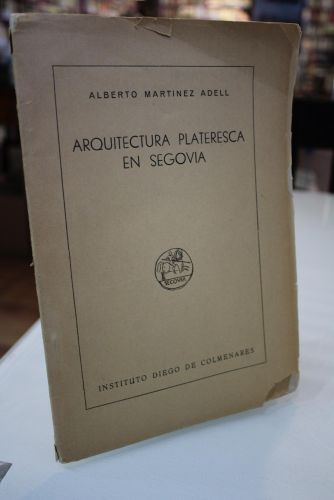 ALBERTO MARTINEZ ADELL
ARQUITECTURA PLATERESCA
EN SEGOVIA
SEGOVIA
INSTITUTO DIEGO DE COLMENARES